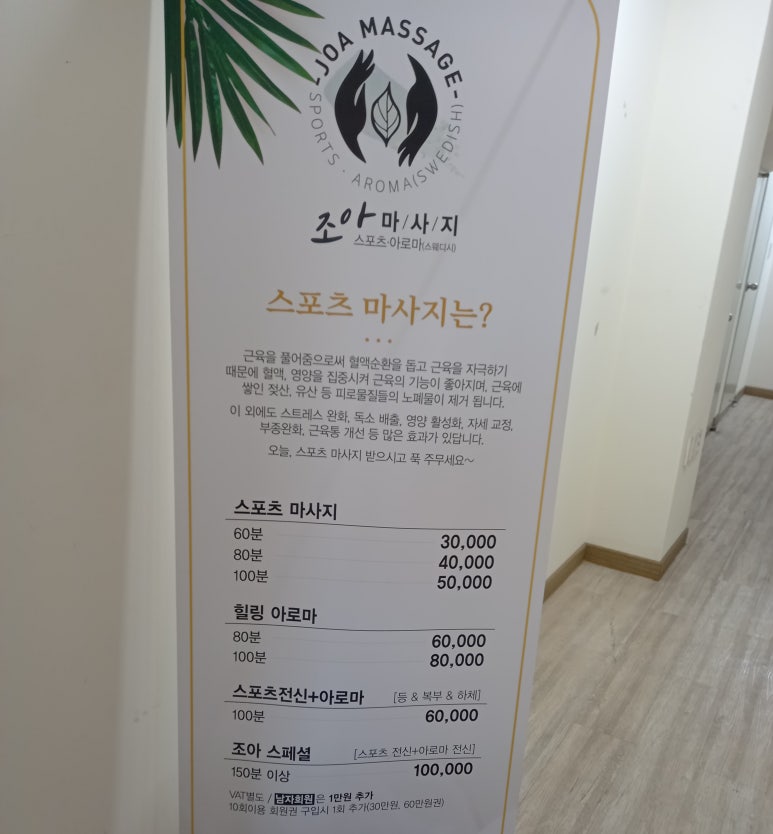 -JOA MASSAGE-
SPORTS · AROMA(SWEDISH)
조아 마/사/지
스포츠·아로마(스웨디시)
스포츠 마사지는?
근육을 풀어줌으로써 혈액순환을 돕고 근육을 자극하기
때문에 혈액, 영양을 집중시켜 근육의 기능이 좋아지며, 근육에
쌓인 젖산, 유산 등 피로물질들의 노폐물이 제거 됩니다.
이 외에도 스트레스 완화, 독소 배출, 영양 활성화, 자세 교정,
부종완화, 근육통 개선 등 많은 효과가 있답니다.
오늘, 스포츠 마사지 받으시고 푹 주무세요~
스포츠 마사지
60분 30,000
80분 40,000
100분 50,000
힐링 아로마
80분 60,000
100분 80,000
스포츠전신+아로마 [등 & 복부 & 하체]
100분 60,000
조아 스페셜 [스포츠 전신+아로마 전신]
150분 이상 100,000
VAT별도 / 남자회원은 1만원 추가
10회이용 회원권 구입시 1회 추가(30만원, 60만원권)